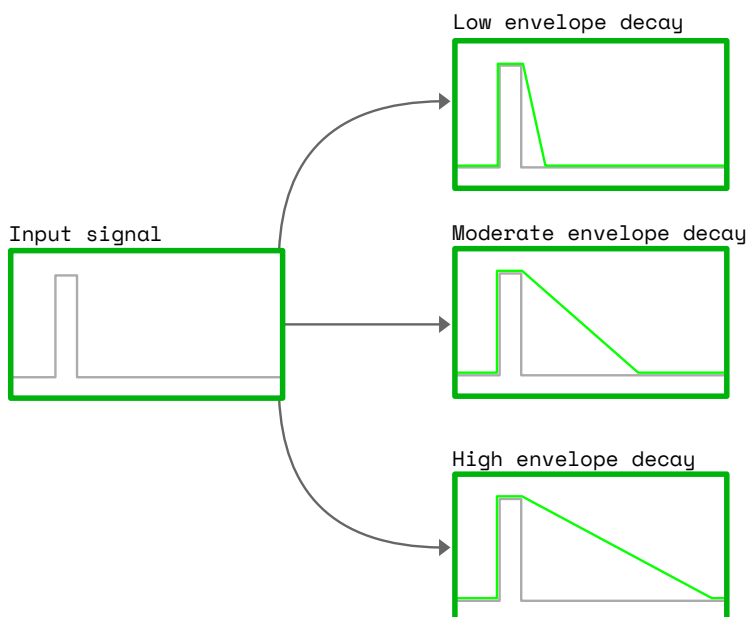 Low envelope decay
Input signal
Moderate envelope decay
High envelope decay